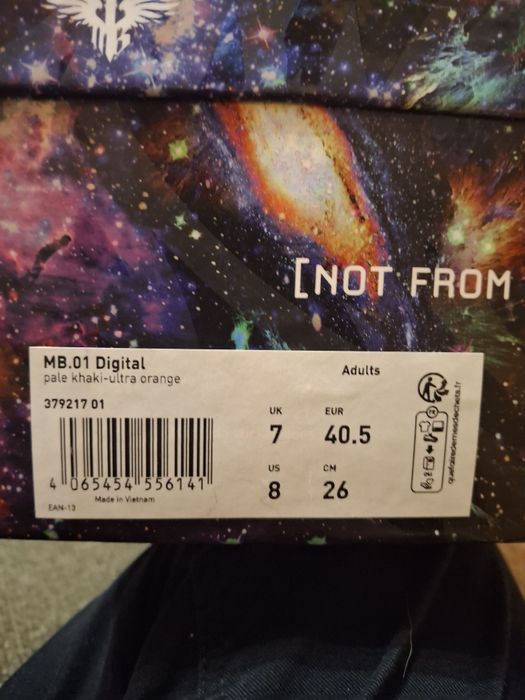 [NOT FROM
MB.01 Digital
pale khaki-ultra orange
Adults
379217 01
UK
7
EUR
40.5
US
8
CM
26
4 065454 556141
Made in Vietnam
EAN-13
quefairedemesdechets.fr